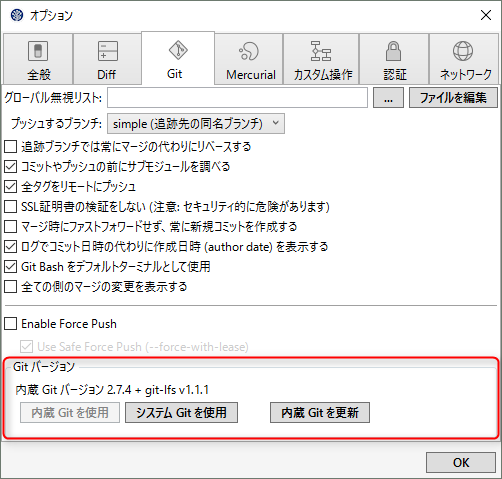 オプション
全般 Diff Git Mercurial カスタム操作 認証 ネットワーク
グローバル無視リスト: ... ファイルを編集
プッシュするブランチ: simple (追跡先の同名ブランチ)
追跡ブランチでは常にマージの代わりにリベースする
コミットやプッシュの前にサブモジュールを調べる
全タグをリモートにプッシュ
SSL証明書の検証をしない (注意: セキュリティ的に危険があります)
マージ時にファストフォワードせず、常に新規コミットを作成する
ログでコミット日時の代わりに作成日時 (author date) を表示する
Git Bash をデフォルトターミナルとして使用
全ての側のマージの変更を表示する
Enable Force Push
Use Safe Force Push (--force-with-lease)
Git バージョン
内蔵 Git バージョン 2.7.4 + git-lfs v1.1.1
内蔵 Git を使用 システム Git を使用 内蔵 Git を更新
OK